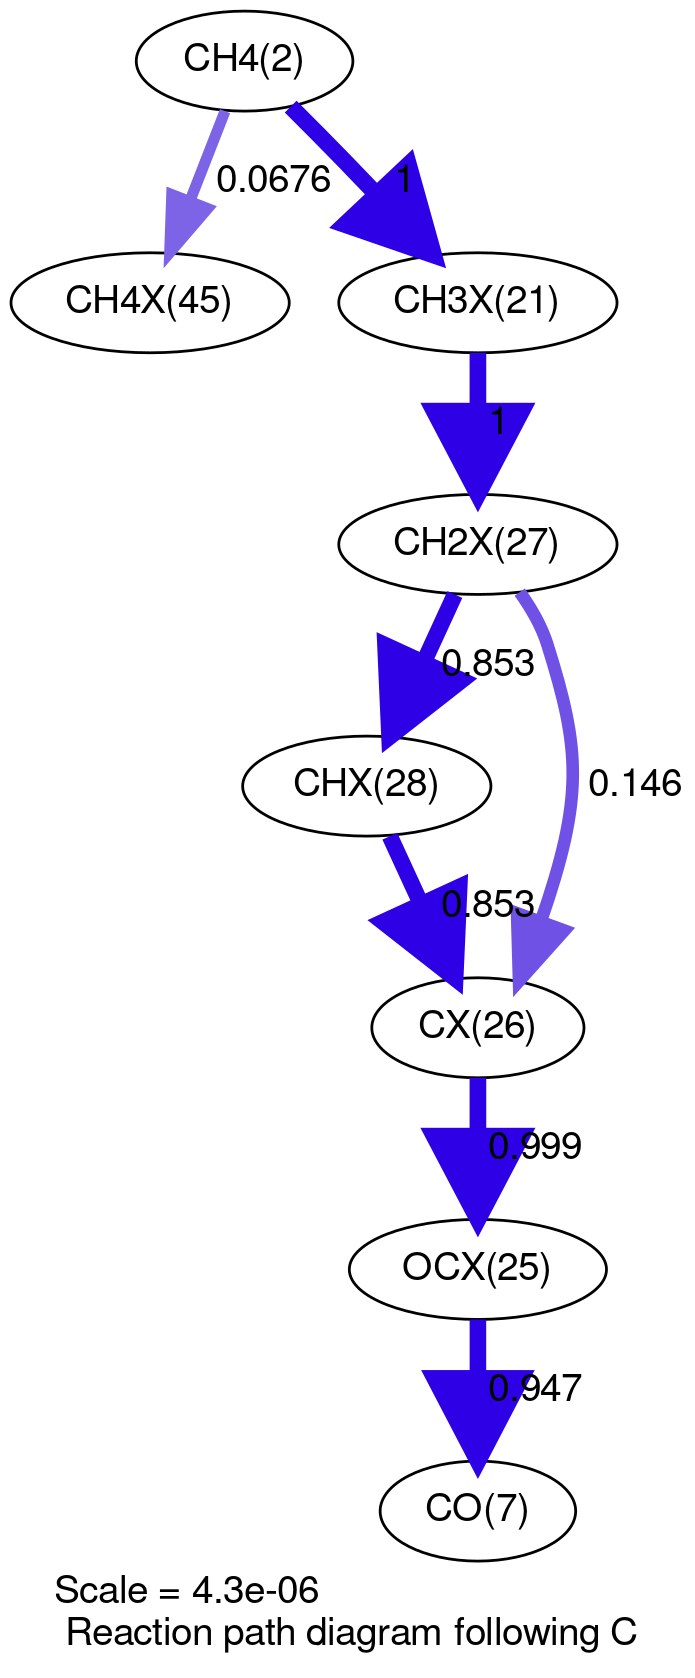 CH4(2)
0.0676
1
CH4X(45)
CH3X(21)
1
CH2X(27)
0.853
CHX(28)
0.146
0.853
CX(26)
0.999
OCX(25)
0.947
CO(7)
Scale = 4.3e-06
Reaction path diagram following C